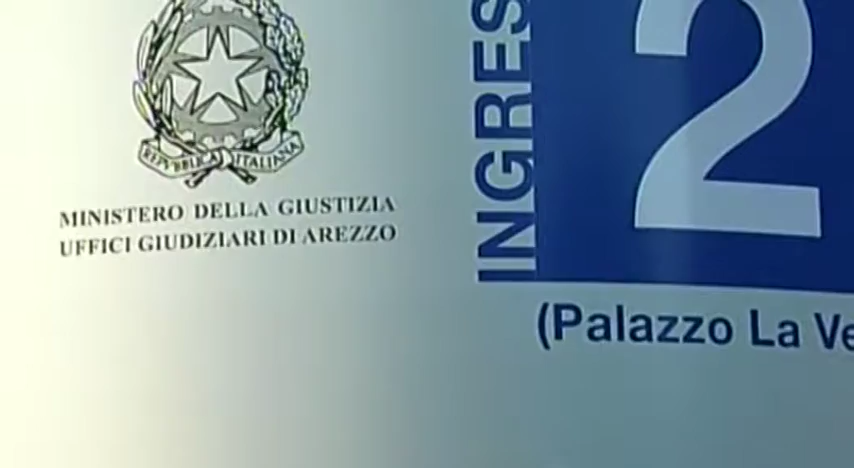 REPVBBLICA ITALIANA
MINISTERO DELLA GIUSTIZIA
UFFICI GIUDIZIARI DI AREZZO
INGRES
2
(Palazzo La Ve